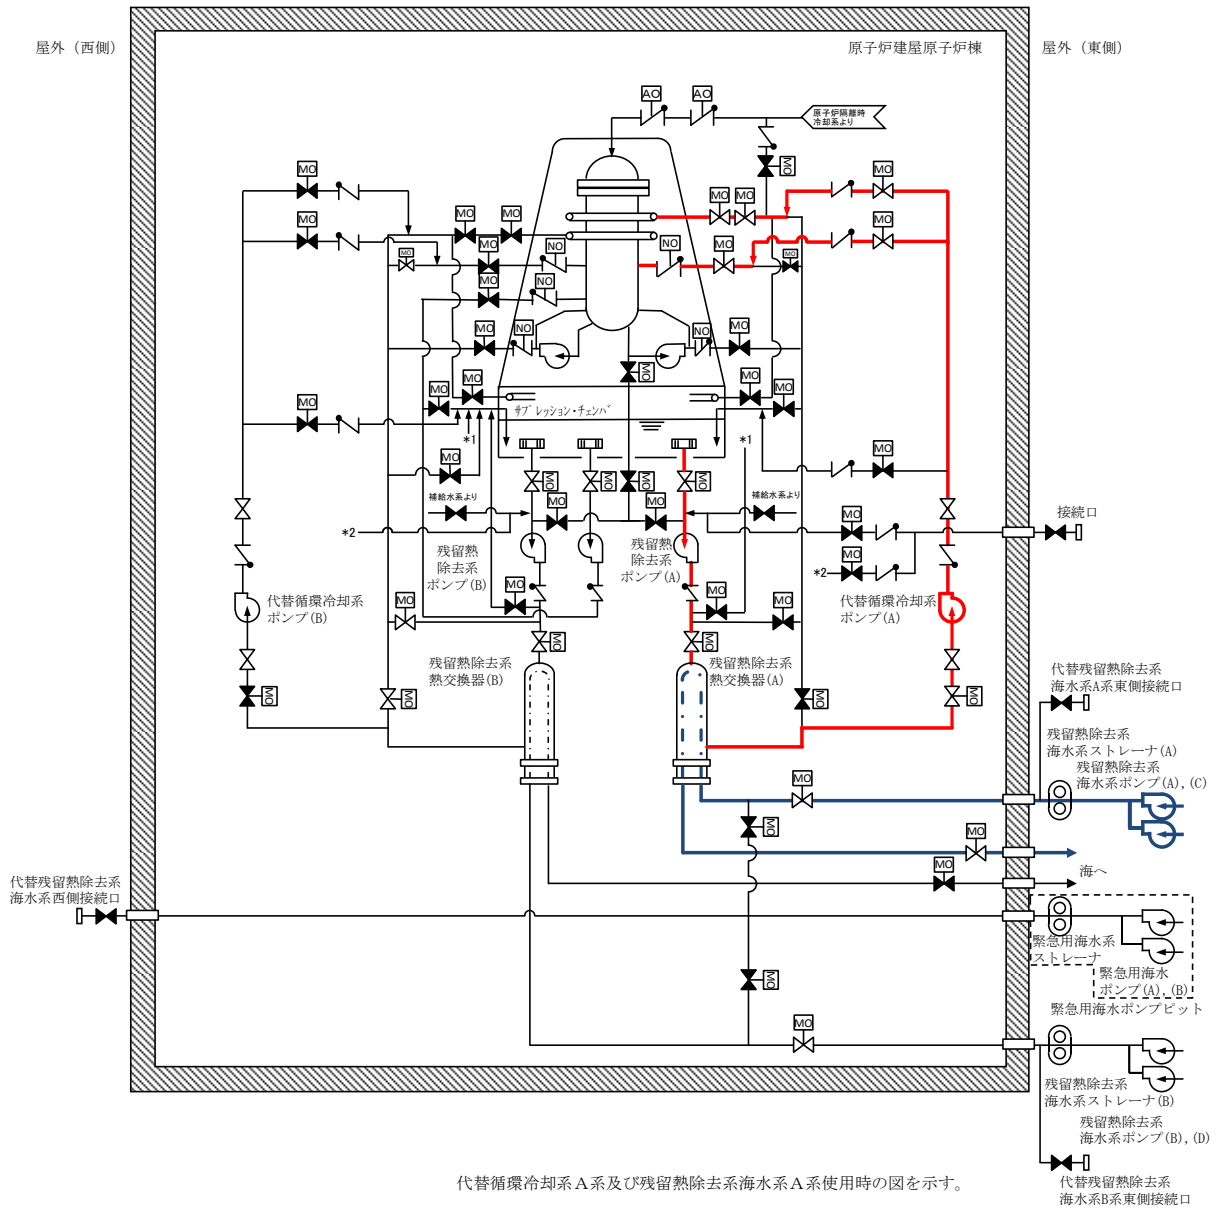 屋外（西側）
原子炉建屋原子炉棟
屋外（東側）
AO
AO
原子炉隔離時
冷却系より
MO
MO
MO
MO
MO
MO
MO
MO
MO
MO
MO
NO
NO
MO
MO
MO
MO
NO
MO
NO
NO
MO
MO
MO
MO
MO
MO
MO
MO
サプレッション・チェンバ
*1
*1
MO
MO
MO
MO
MO
MO
補給水系より
補給水系より
MO
MO
MO
接続口
*2
*2
MO
残留熱
除去系
ポンプ(B)
残留熱
除去系
ポンプ(A)
代替循環冷却系
ポンプ(B)
代替循環冷却系
ポンプ(A)
MO
MO
MO
MO
MO
MO
残留熱除去系
熱交換器(B)
残留熱除去系
熱交換器(A)
MO
MO
MO
MO
代替残留熱除去系
海水系A系東側接続口
残留熱除去系
海水系ストレーナ(A)
残留熱除去系
海水系ポンプ(A),(C)
MO
MO
MO
MO
海へ
代替残留熱除去系
海水系西側接続口
緊急用海水系
ストレーナ
緊急用海水
ポンプ(A),(B)
緊急用海水ポンプピット
MO
MO
残留熱除去系
海水系ストレーナ(B)
残留熱除去系
海水系ポンプ(B),(D)
代替残留熱除去系
海水系B系東側接続口
代替循環冷却系Ａ系及び残留熱除去系海水系Ａ系使用時の図を示す。